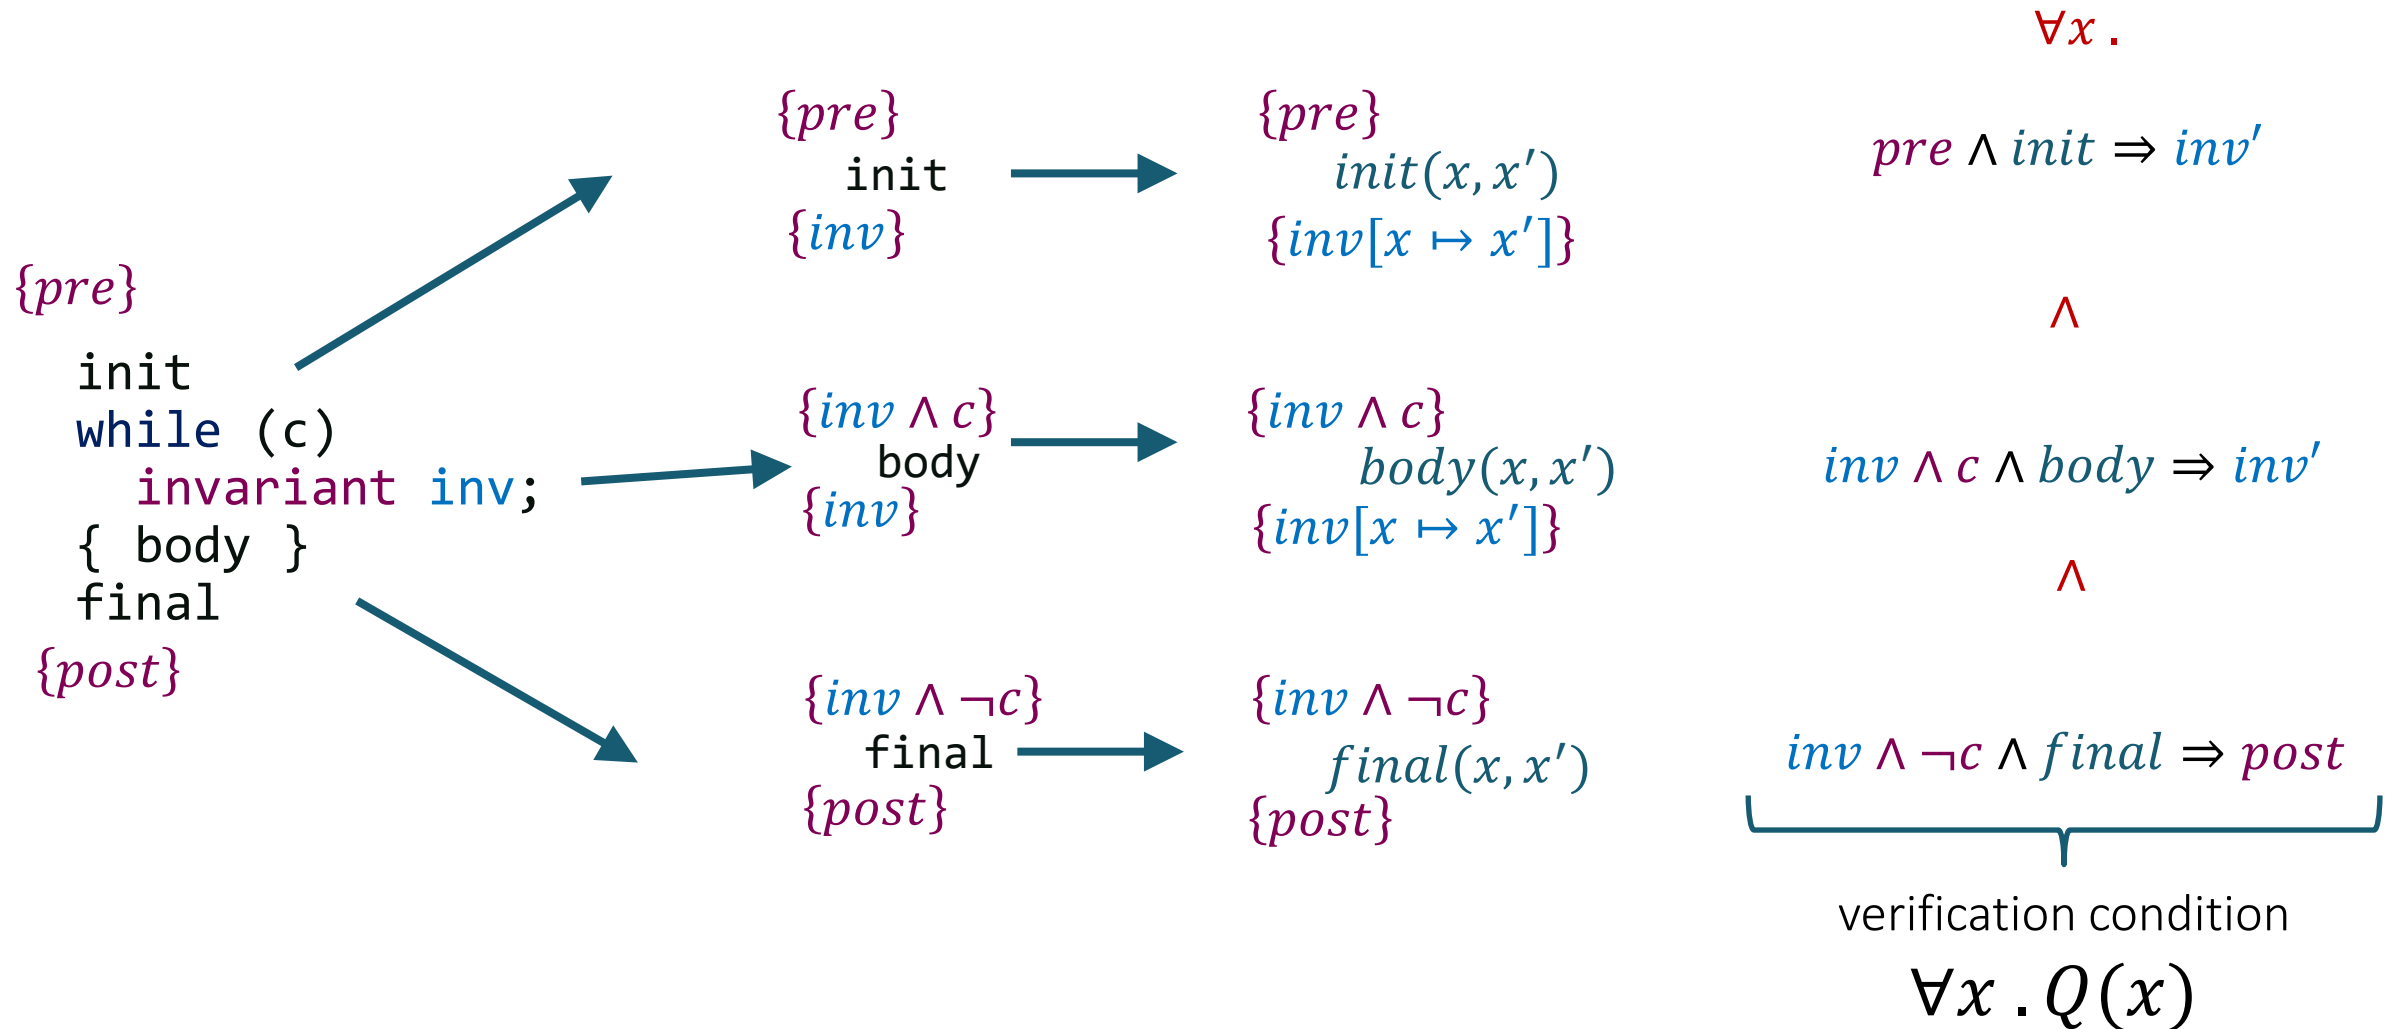 {pre}
init
while (c)
invariant inv;
{ body }
final
{post}
{pre}
init
{inv}
{inv ∧ c}
body
{inv}
{inv ∧ ¬c}
final
{post}
{pre}
init(x, x′)
{inv[x ↦ x′]}
{inv ∧ c}
body(x, x′)
{inv[x ↦ x′]}
{inv ∧ ¬c}
final(x, x′)
{post}
∀x .
pre ∧ init ⇒ inv′
∧
inv ∧ c ∧ body ⇒ inv′
∧
inv ∧ ¬c ∧ final ⇒ post
verification condition
∀x . Q(x)